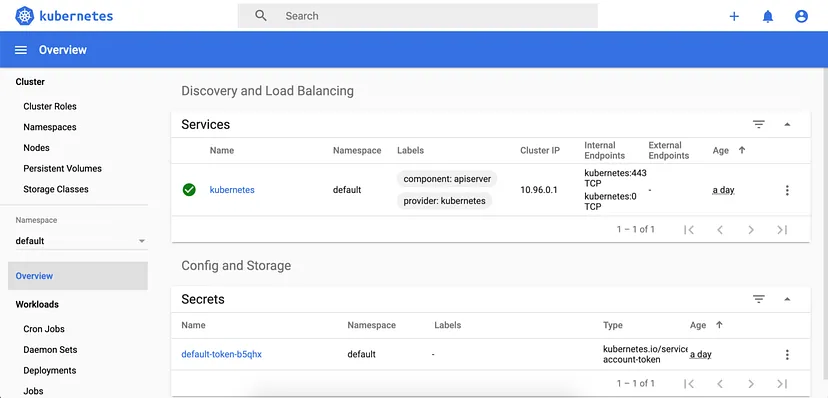 kubernetes
Search
Overview
Cluster
Cluster Roles
Namespaces
Nodes
Persistent Volumes
Storage Classes
Namespace
default
Overview
Workloads
Cron Jobs
Daemon Sets
Deployments
Jobs
Discovery and Load Balancing
Services
Name Namespace Labels Cluster IP Internal Endpoints External Endpoints Age
kubernetes default component: apiserver provider: kubernetes 10.96.0.1 kubernetes:443 TCP kubernetes:0 TCP - a day
1 – 1 of 1
Config and Storage
Secrets
Name Namespace Labels Type Age
default-token-b5qhx default - kubernetes.io/service account-token a day
1 – 1 of 1